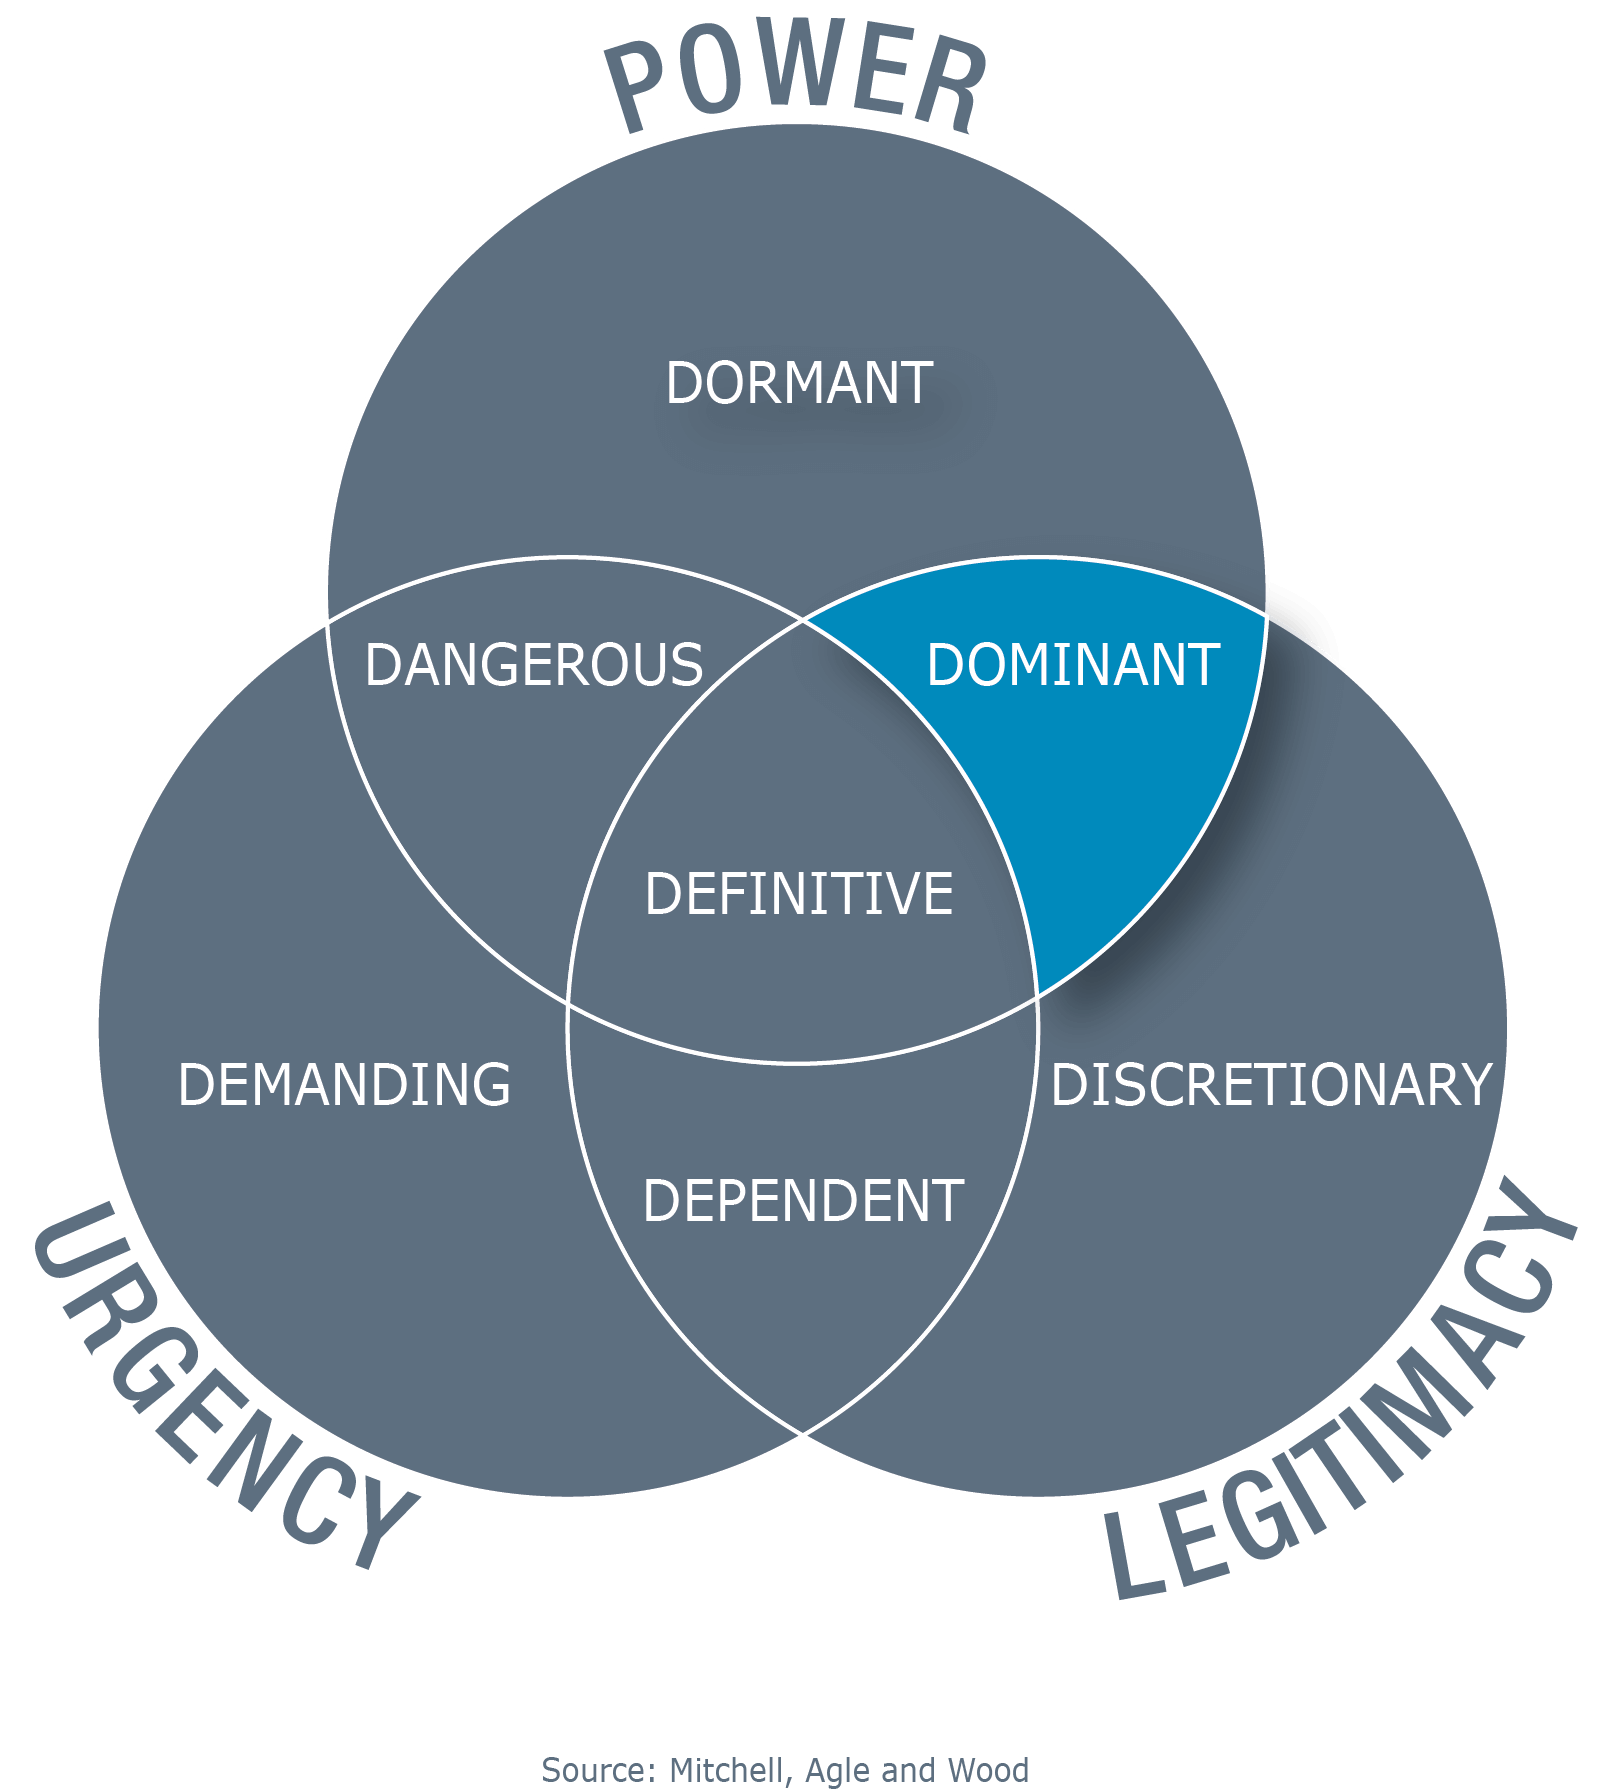 POWER
DORMANT
DANGEROUS
DOMINANT
DEFINITIVE
DEMANDING
DISCRETIONARY
DEPENDENT
URGENCY
LEGITIMACY
Source: Mitchell, Agle and Wood